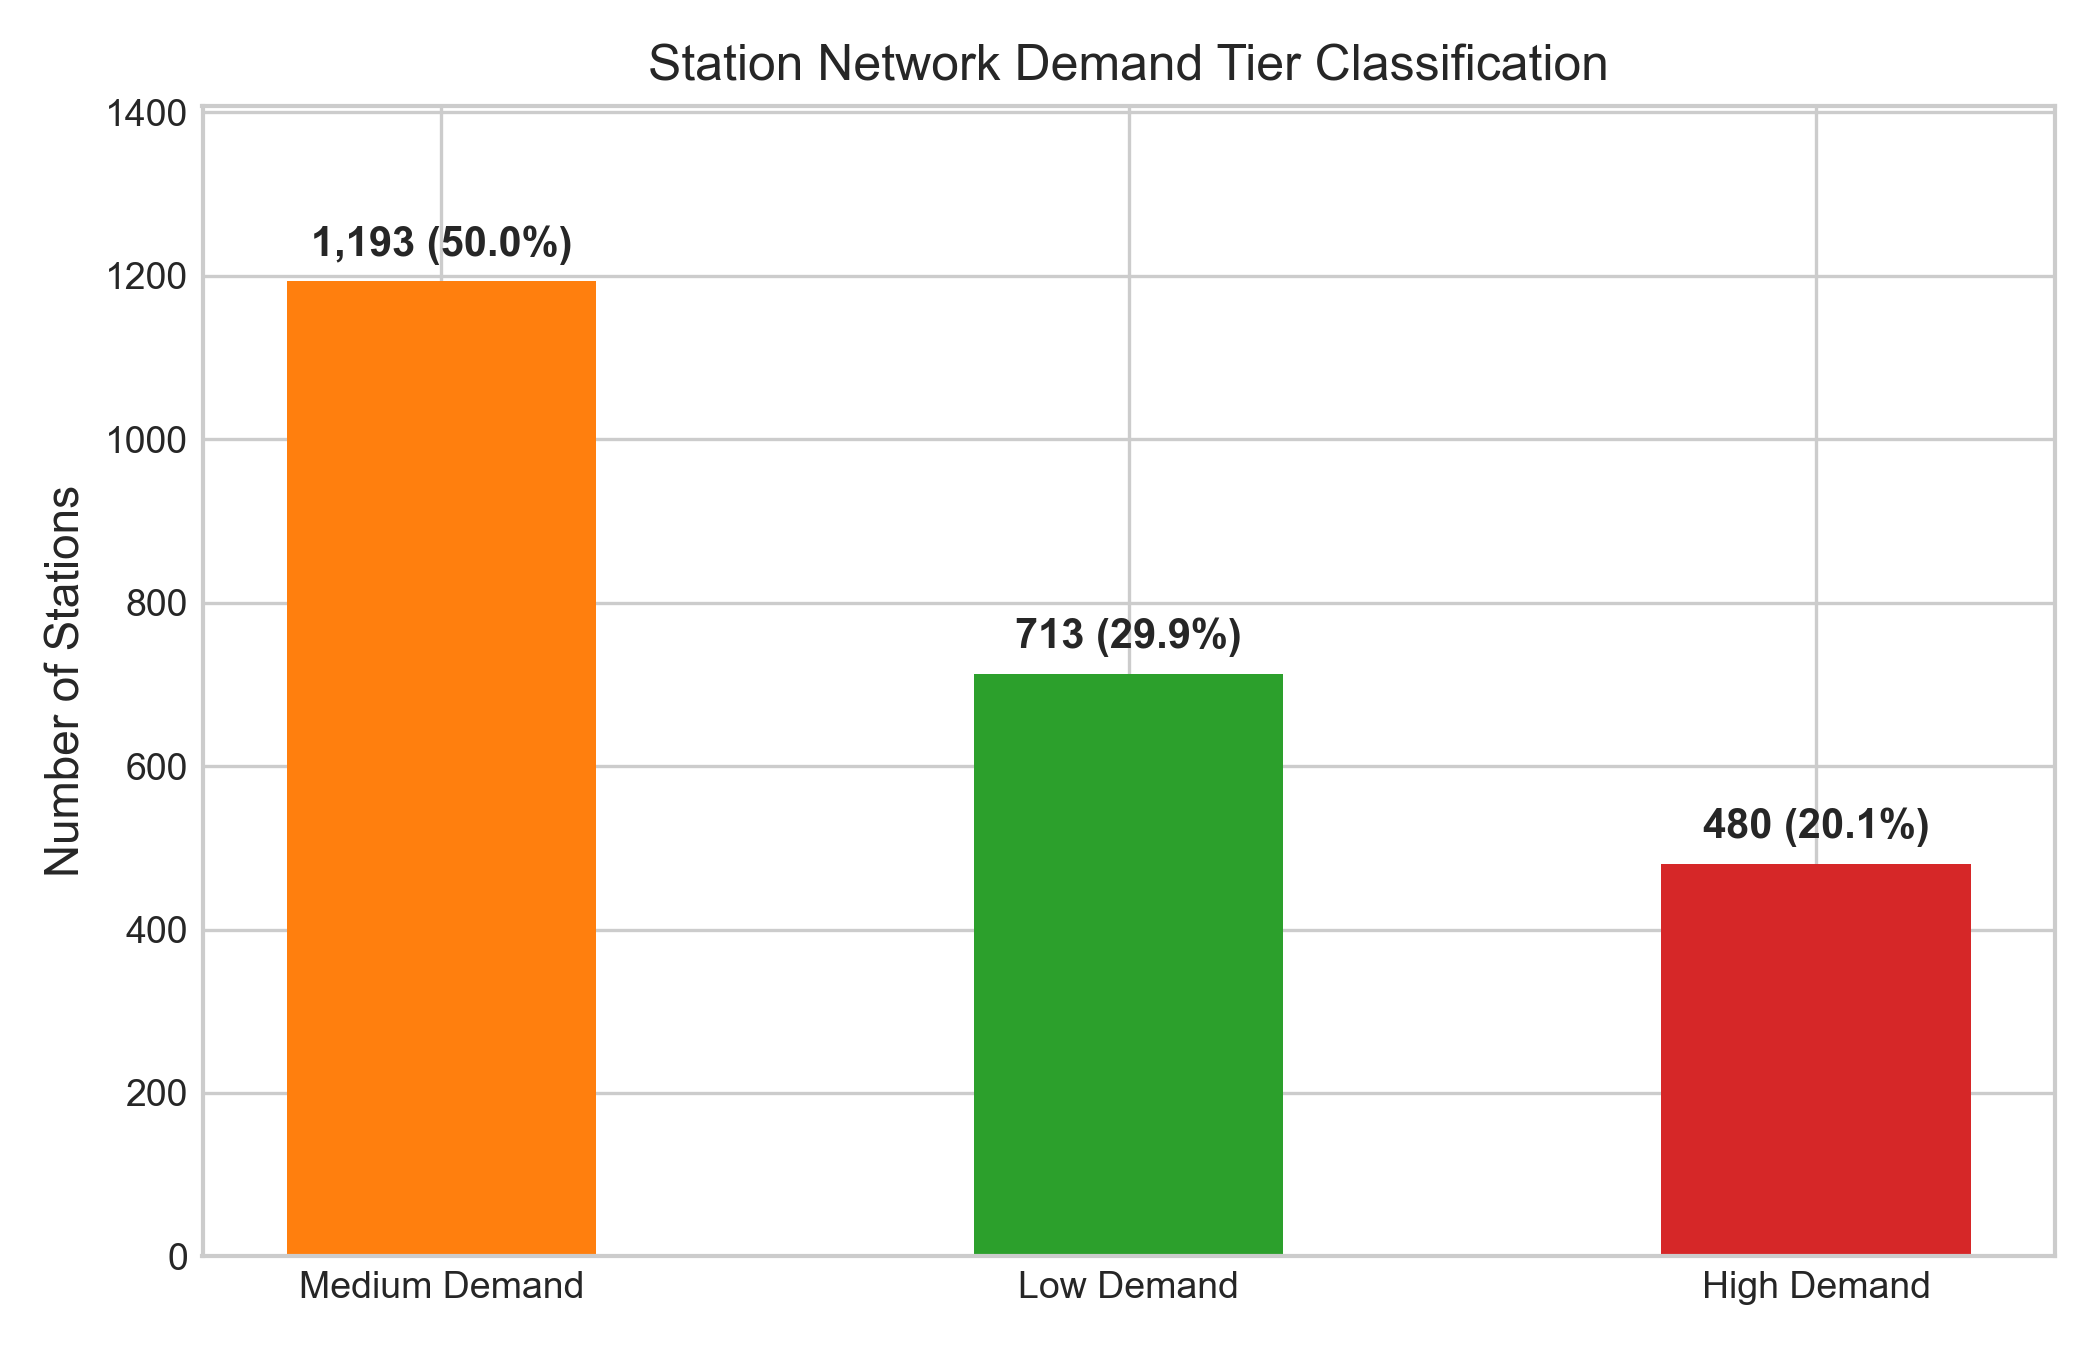 Station Network Demand Tier Classification
1400
1200
1000
800
600
400
200
0
Number of Stations
1,193 (50.0%)
713 (29.9%)
480 (20.1%)
Medium Demand
Low Demand
High Demand